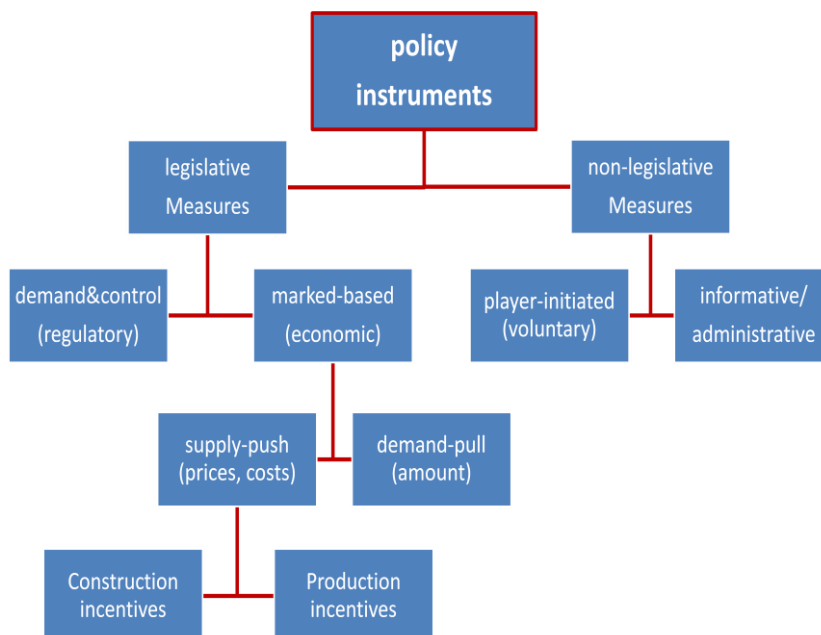 policy
instruments
legislative
Measures
non-legislative
Measures
demand&control
(regulatory)
marked-based
(economic)
player-initiated
(voluntary)
informative/
administrative
supply-push
(prices, costs)
demand-pull
(amount)
Construction
incentives
Production
incentives